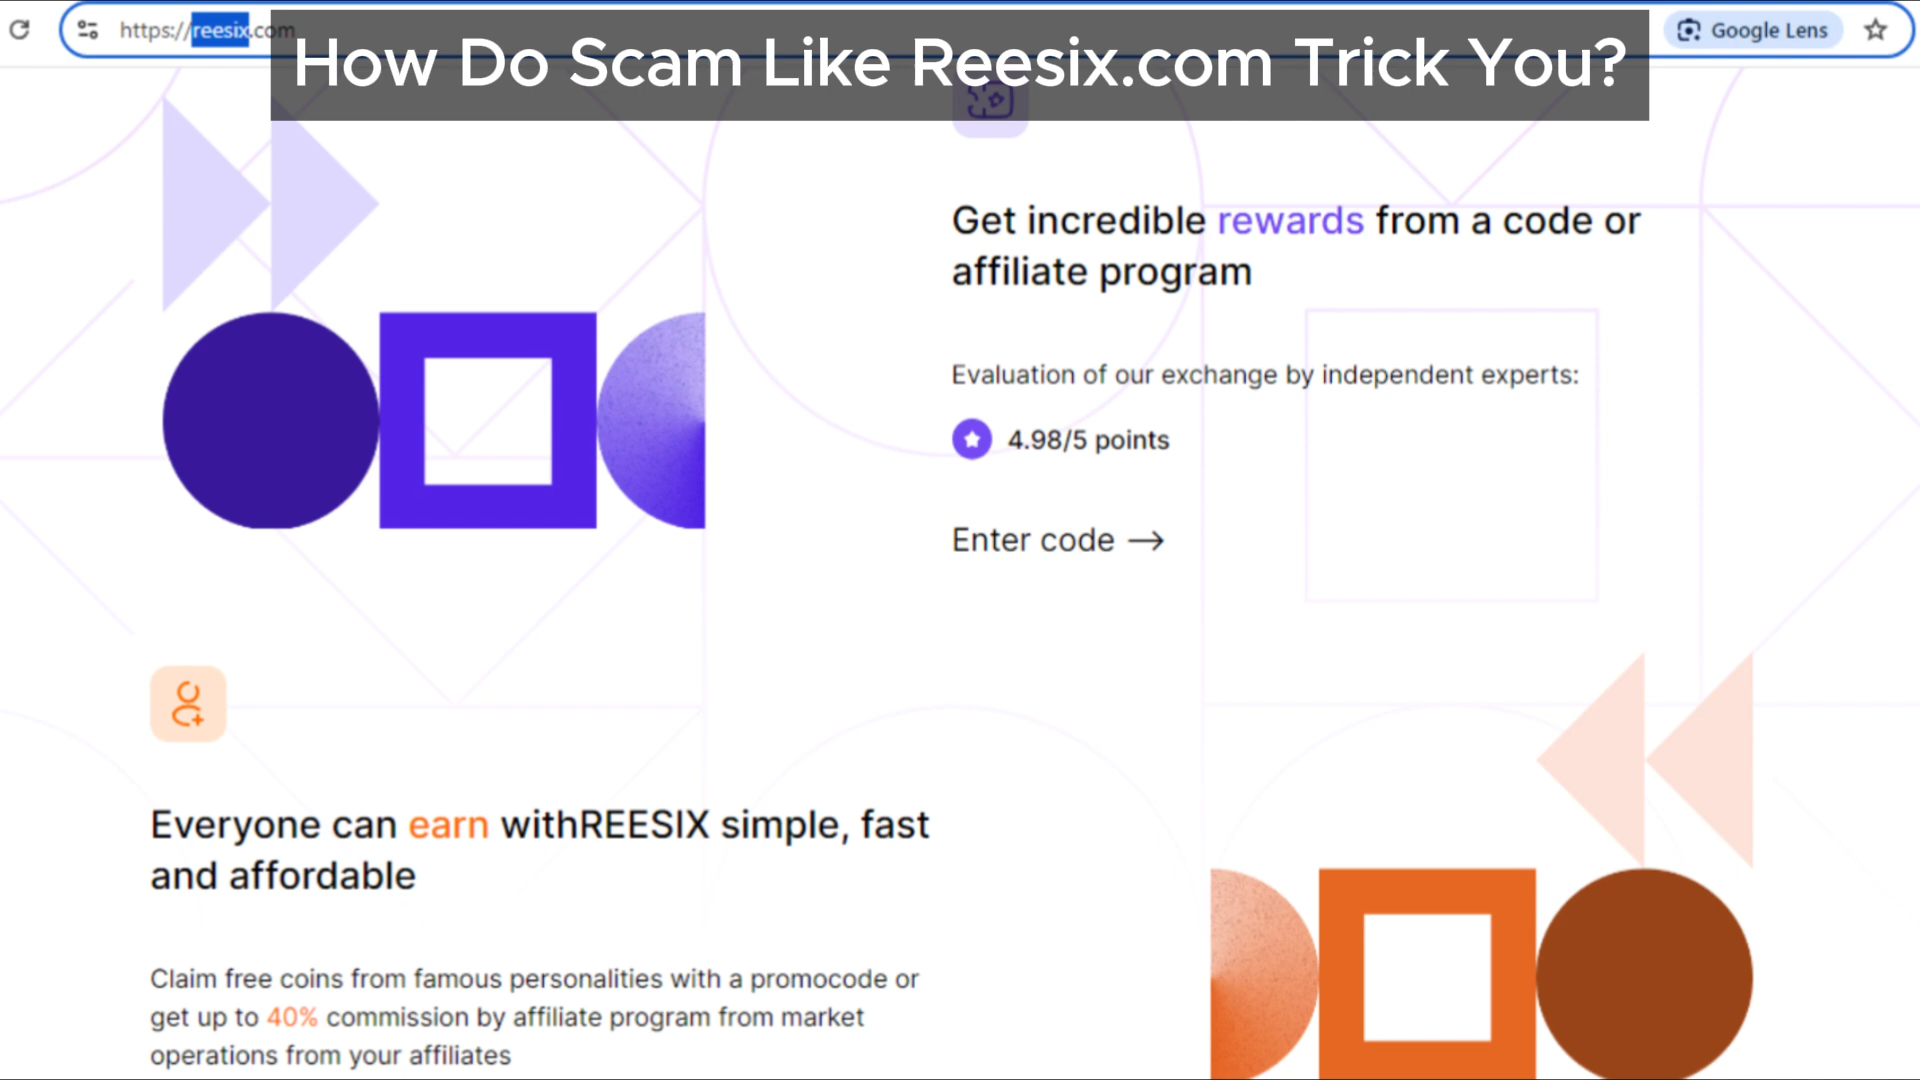 https://reesix.com
Google Lens
How Do Scam Like Reesix.com Trick You?
Get incredible rewards from a code or
affiliate program
Evaluation of our exchange by independent experts:
4.98/5 points
Enter code →
Everyone can earn withREESIX simple, fast
and affordable
Claim free coins from famous personalities with a promocode or
get up to 40% commission by affiliate program from market
operations from your affiliates